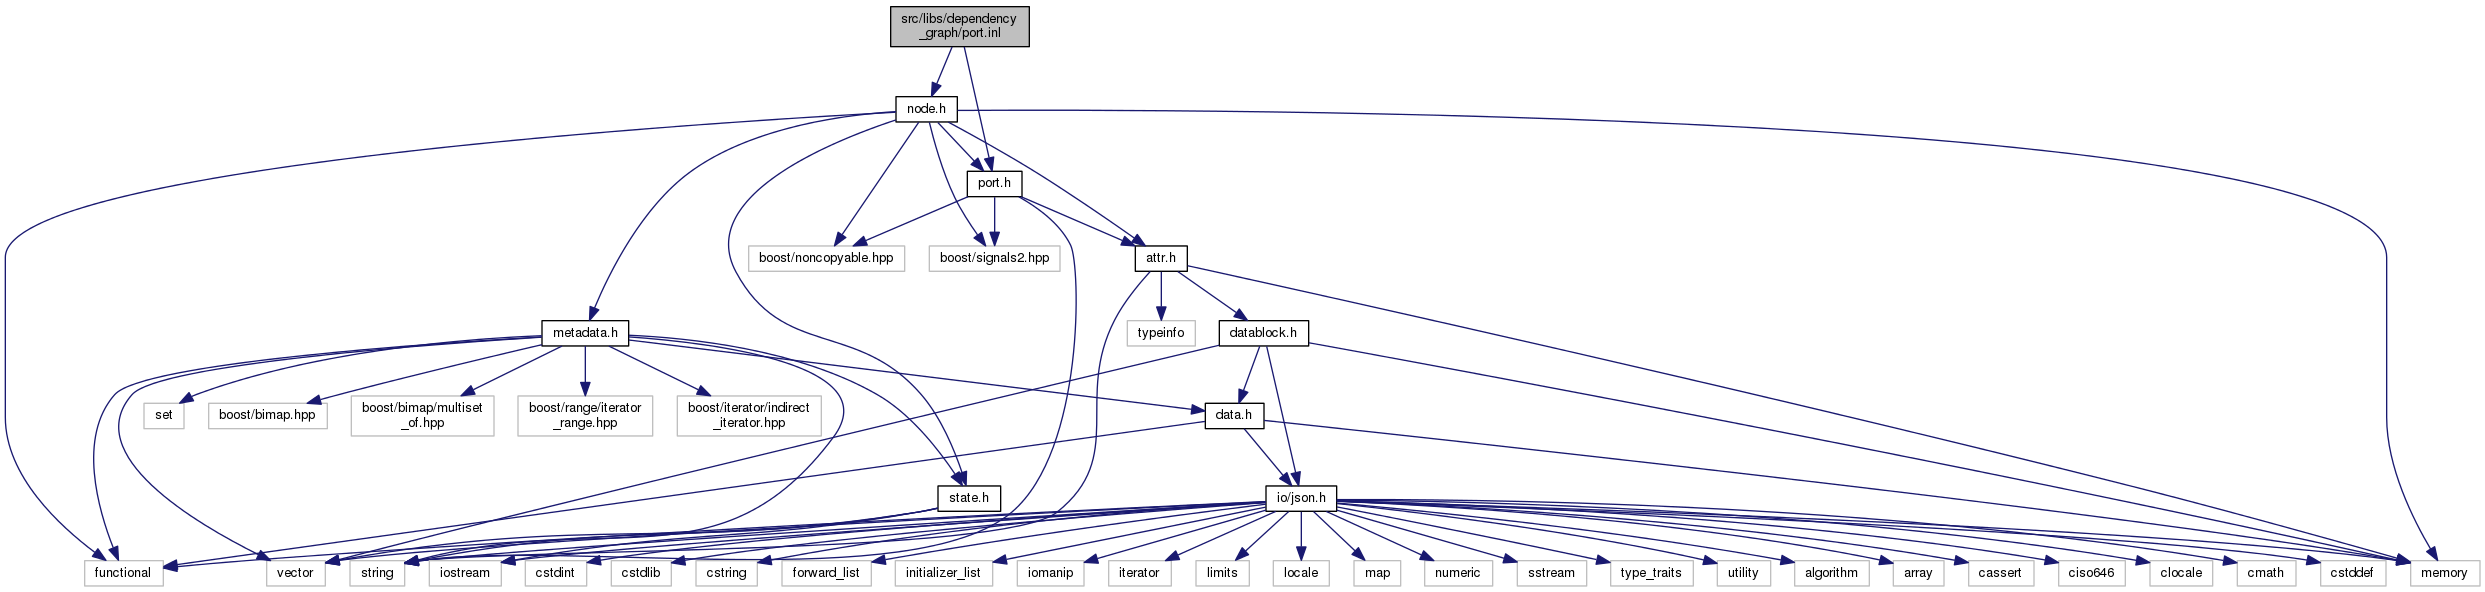 src/libs/dependency
_graph/port.inl
node.h
port.h
boost/noncopyable.hpp
boost/signals2.hpp
attr.h
metadata.h
typeinfo
datablock.h
set
boost/bimap.hpp
boost/bimap/multiset
_of.hpp
boost/range/iterator
_range.hpp
boost/iterator/indirect
_iterator.hpp
data.h
state.h
io/json.h
functional
vector
string
iostream
cstdint
cstdlib
cstring
forward_list
initializer_list
iomanip
iterator
limits
locale
map
numeric
sstream
type_traits
utility
algorithm
array
cassert
ciso646
clocale
cmath
cstddef
memory